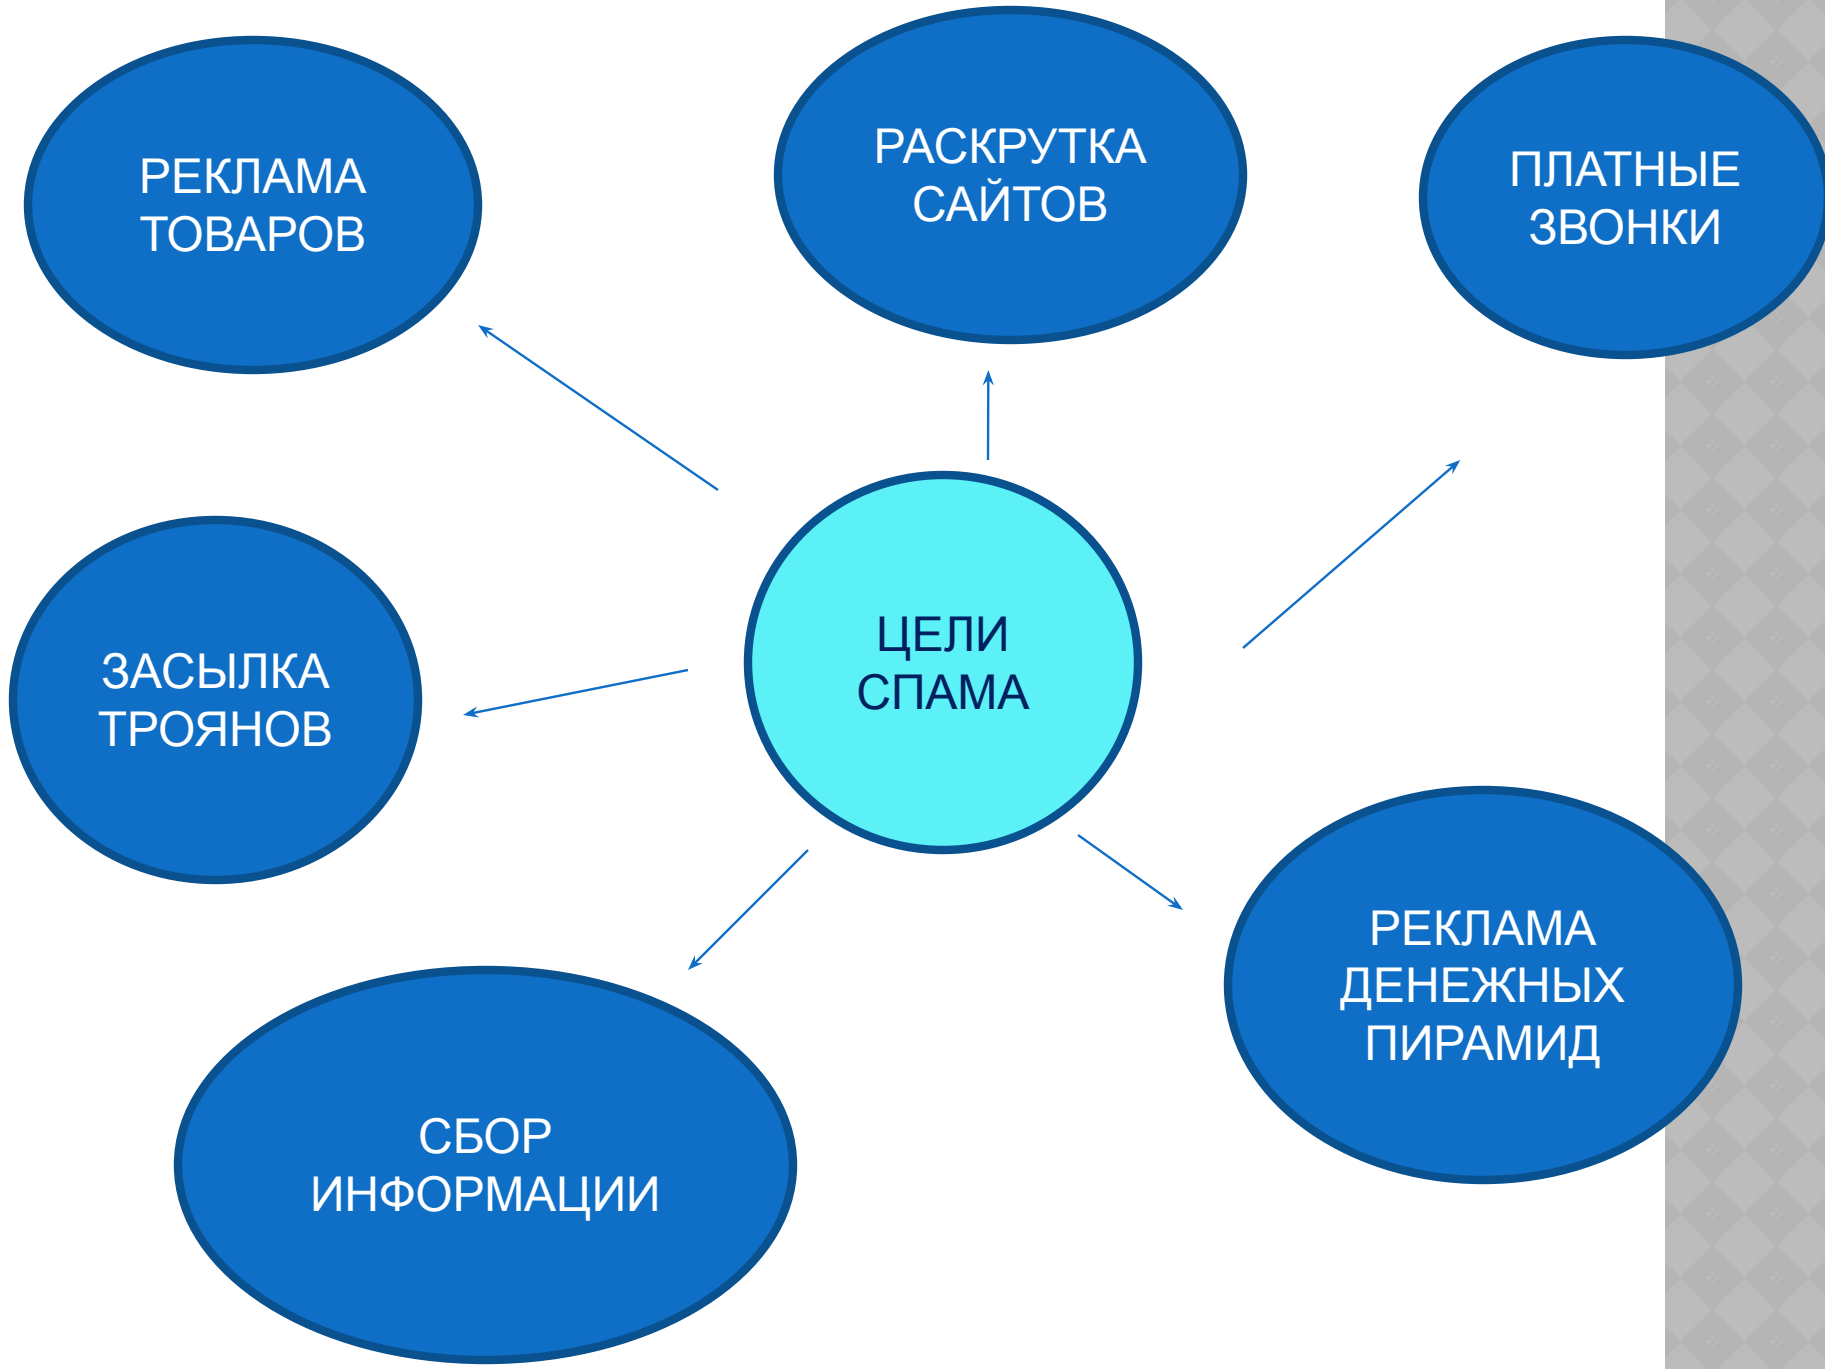 РЕКЛАМА
ТОВАРОВ
РАСКРУТКА
САЙТОВ
ПЛАТНЫЕ
ЗВОНКИ
ЗАСЫЛКА
ТРОЯНОВ
ЦЕЛИ
СПАМА
РЕКЛАМА
ДЕНЕЖНЫХ
ПИРАМИД
СБОР
ИНФОРМАЦИИ